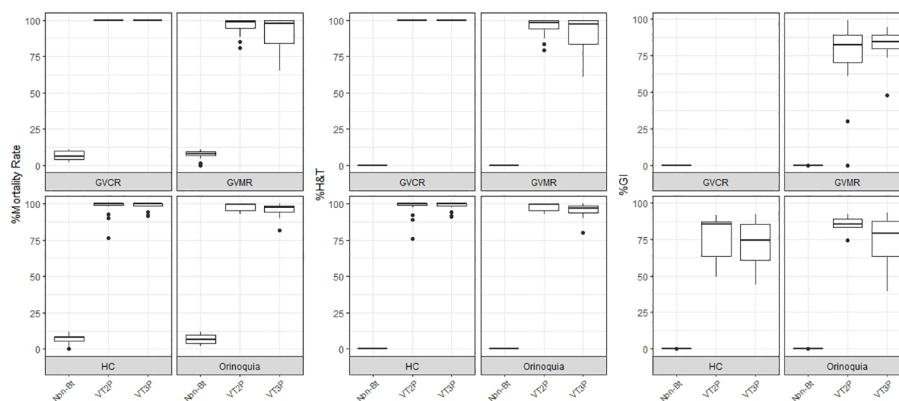 %Mortality Rate
100
75
50
25
0
GVCR
GVMR
100
75
50
25
0
HC
Orinoquia
Non-Bt
VT2P
VT3P
Non-Bt
VT2P
VT3P
%H&T
100
75
50
25
0
GVCR
GVMR
100
75
50
25
0
HC
Orinoquia
Non-Bt
VT2P
VT3P
Non-Bt
VT2P
VT3P
%GI
100
75
50
25
0
GVCR
GVMR
100
75
50
25
0
HC
Orinoquia
Non-Bt
VT2P
VT3P
Non-Bt
VT2P
VT3P